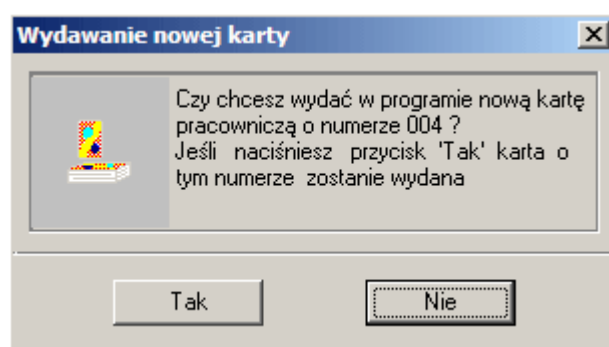 Wydawanie nowej karty
Czy chcesz wydać w programie nową kartę
pracowniczą o numerze 004 ?
Jeśli naciśniesz przycisk 'Tak' karta o
tym numerze zostanie wydana
Tak
Nie